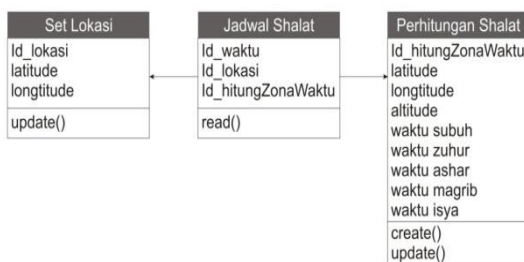 Set Lokasi
Id_lokasi
latitude
longtitude
update()
Jadwal Shalat
Id_waktu
Id_lokasi
Id_hitungZonaWaktu
read()
Perhitungan Shalat
Id_hitungZonaWaktu
latitude
longtitude
altitude
waktu subuh
waktu zuhur
waktu ashar
waktu magrib
waktu isya
create()
update()